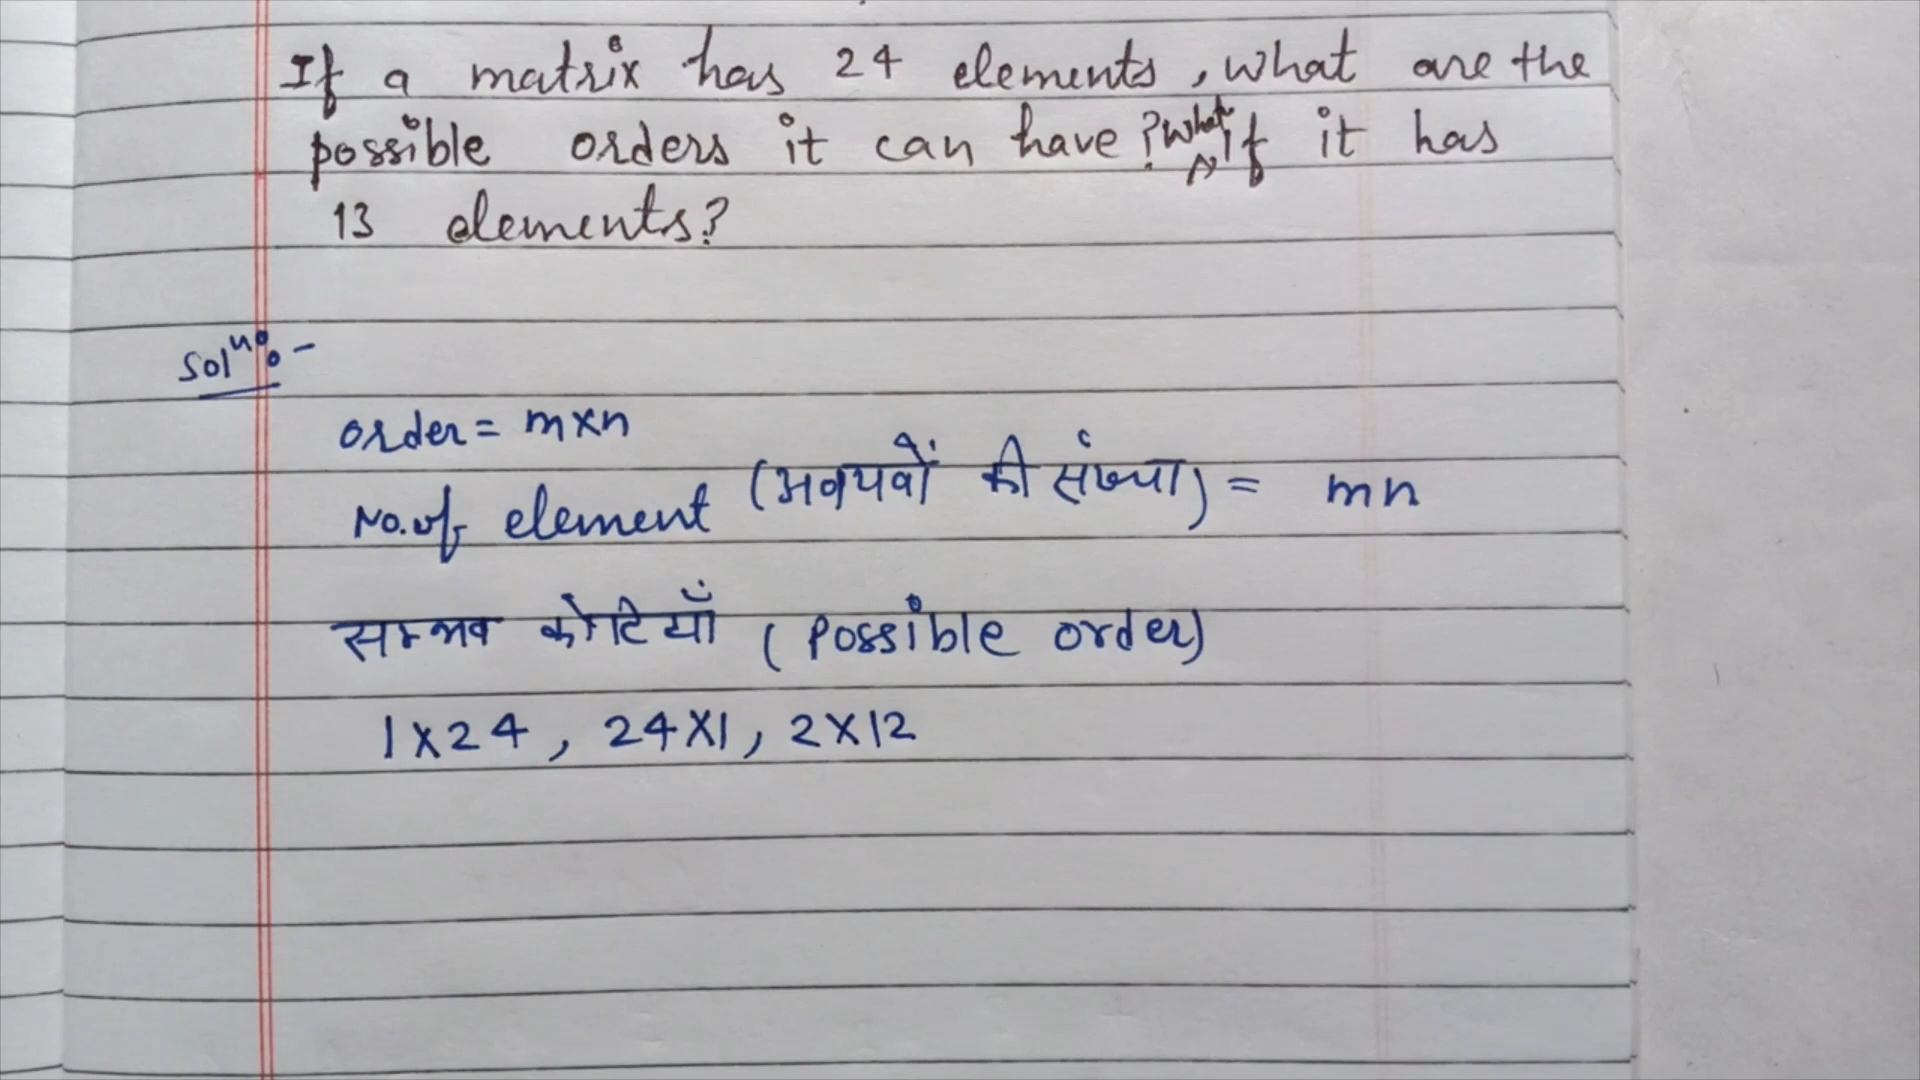 If a matrix has 24 elements, what are the
possible orders it can have? what if it has
13 elements?
Solⁿ:-
order = m×n
No. of element (अवयवों की संख्या) = mn
सम्भव कोटियाँ (possible order)
1×24, 24×1, 2×12